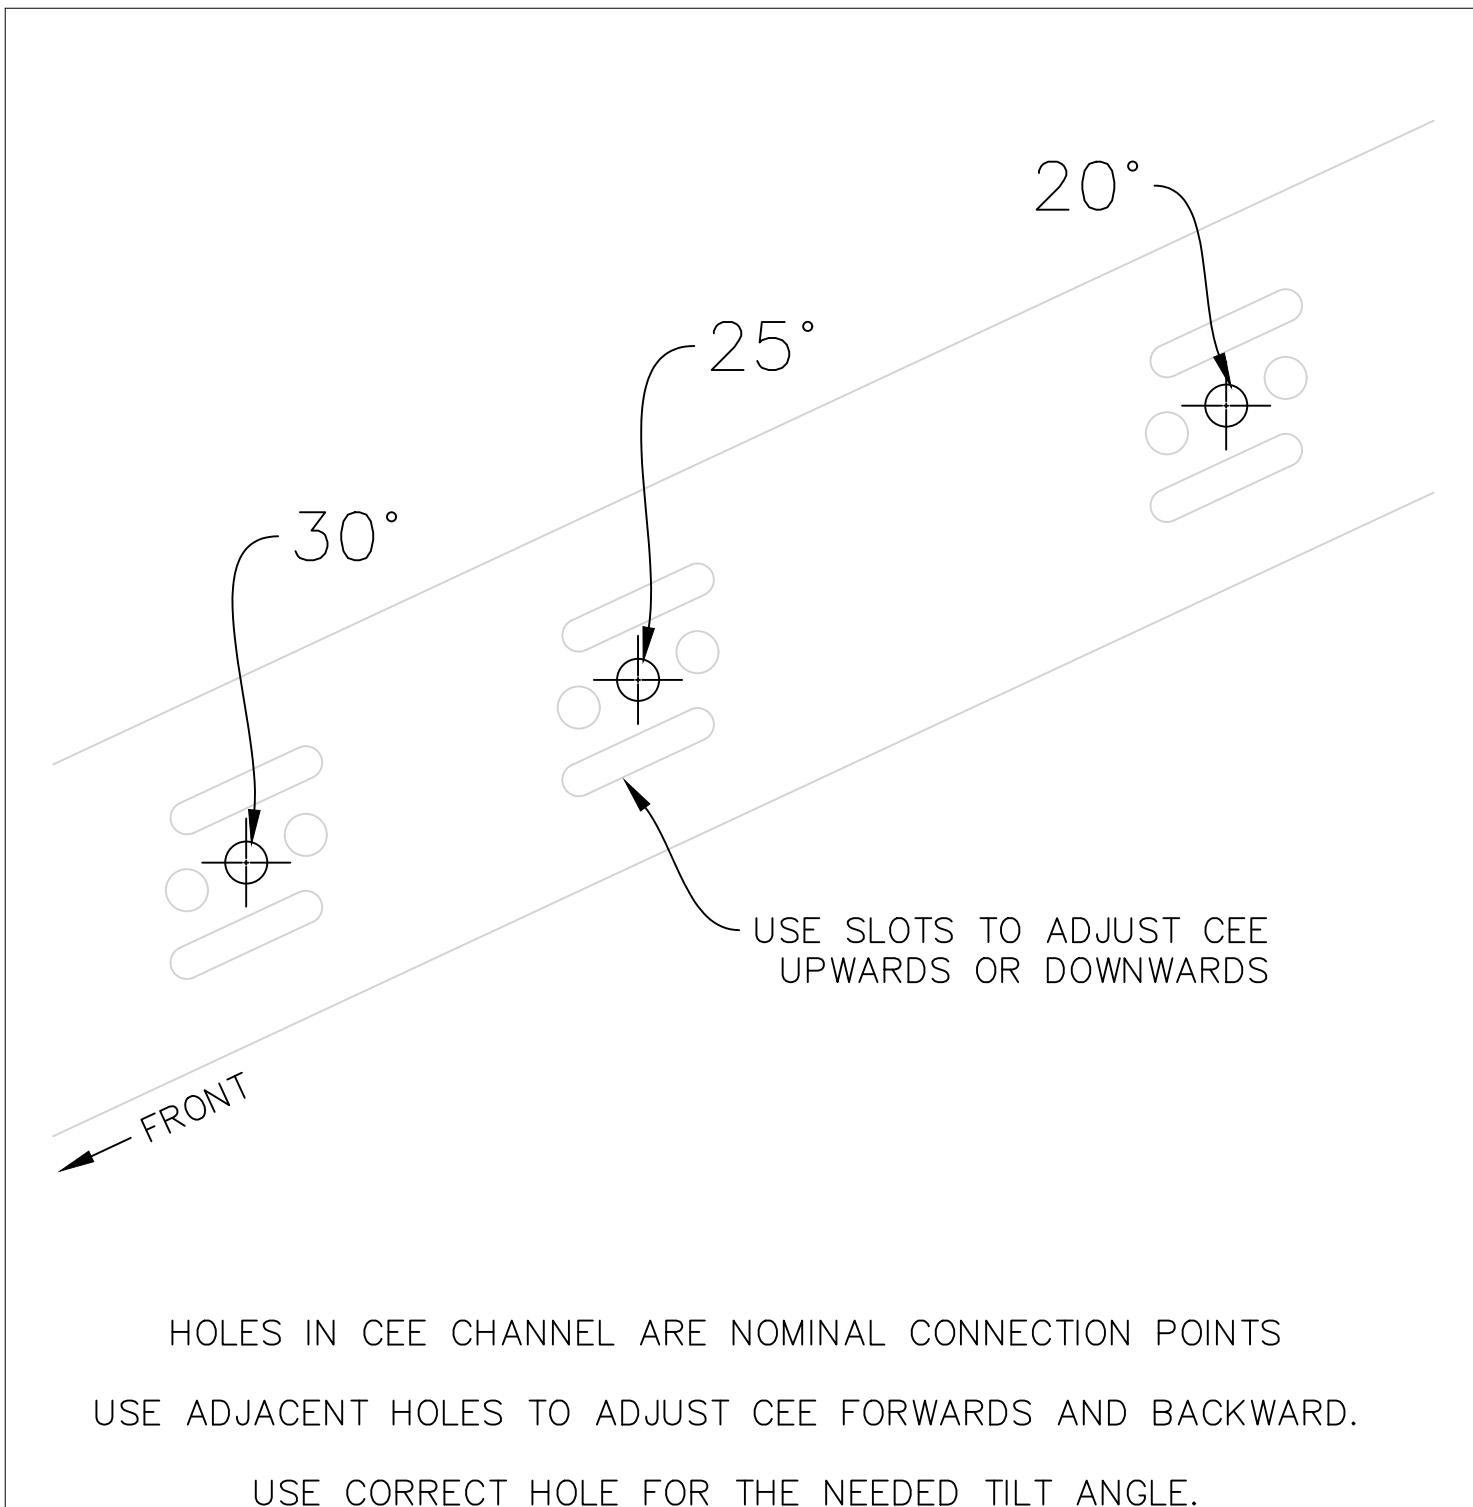 20°
25°
30°
USE SLOTS TO ADJUST CEE
UPWARDS OR DOWNWARDS
FRONT
HOLES IN CEE CHANNEL ARE NOMINAL CONNECTION POINTS
USE ADJACENT HOLES TO ADJUST CEE FORWARDS AND BACKWARD.
USE CORRECT HOLE FOR THE NEEDED TILT ANGLE.